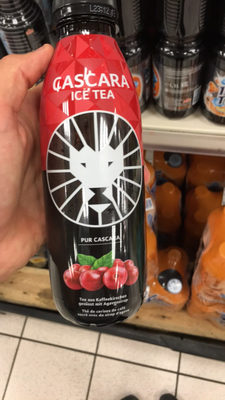 CASCARA
ICE TEA
PUR CASCARA
Tee aus Kaffeekirschen
gesüsst mit Agavensirup
Thé de cerises de café
sucré avec du sirop d'agave